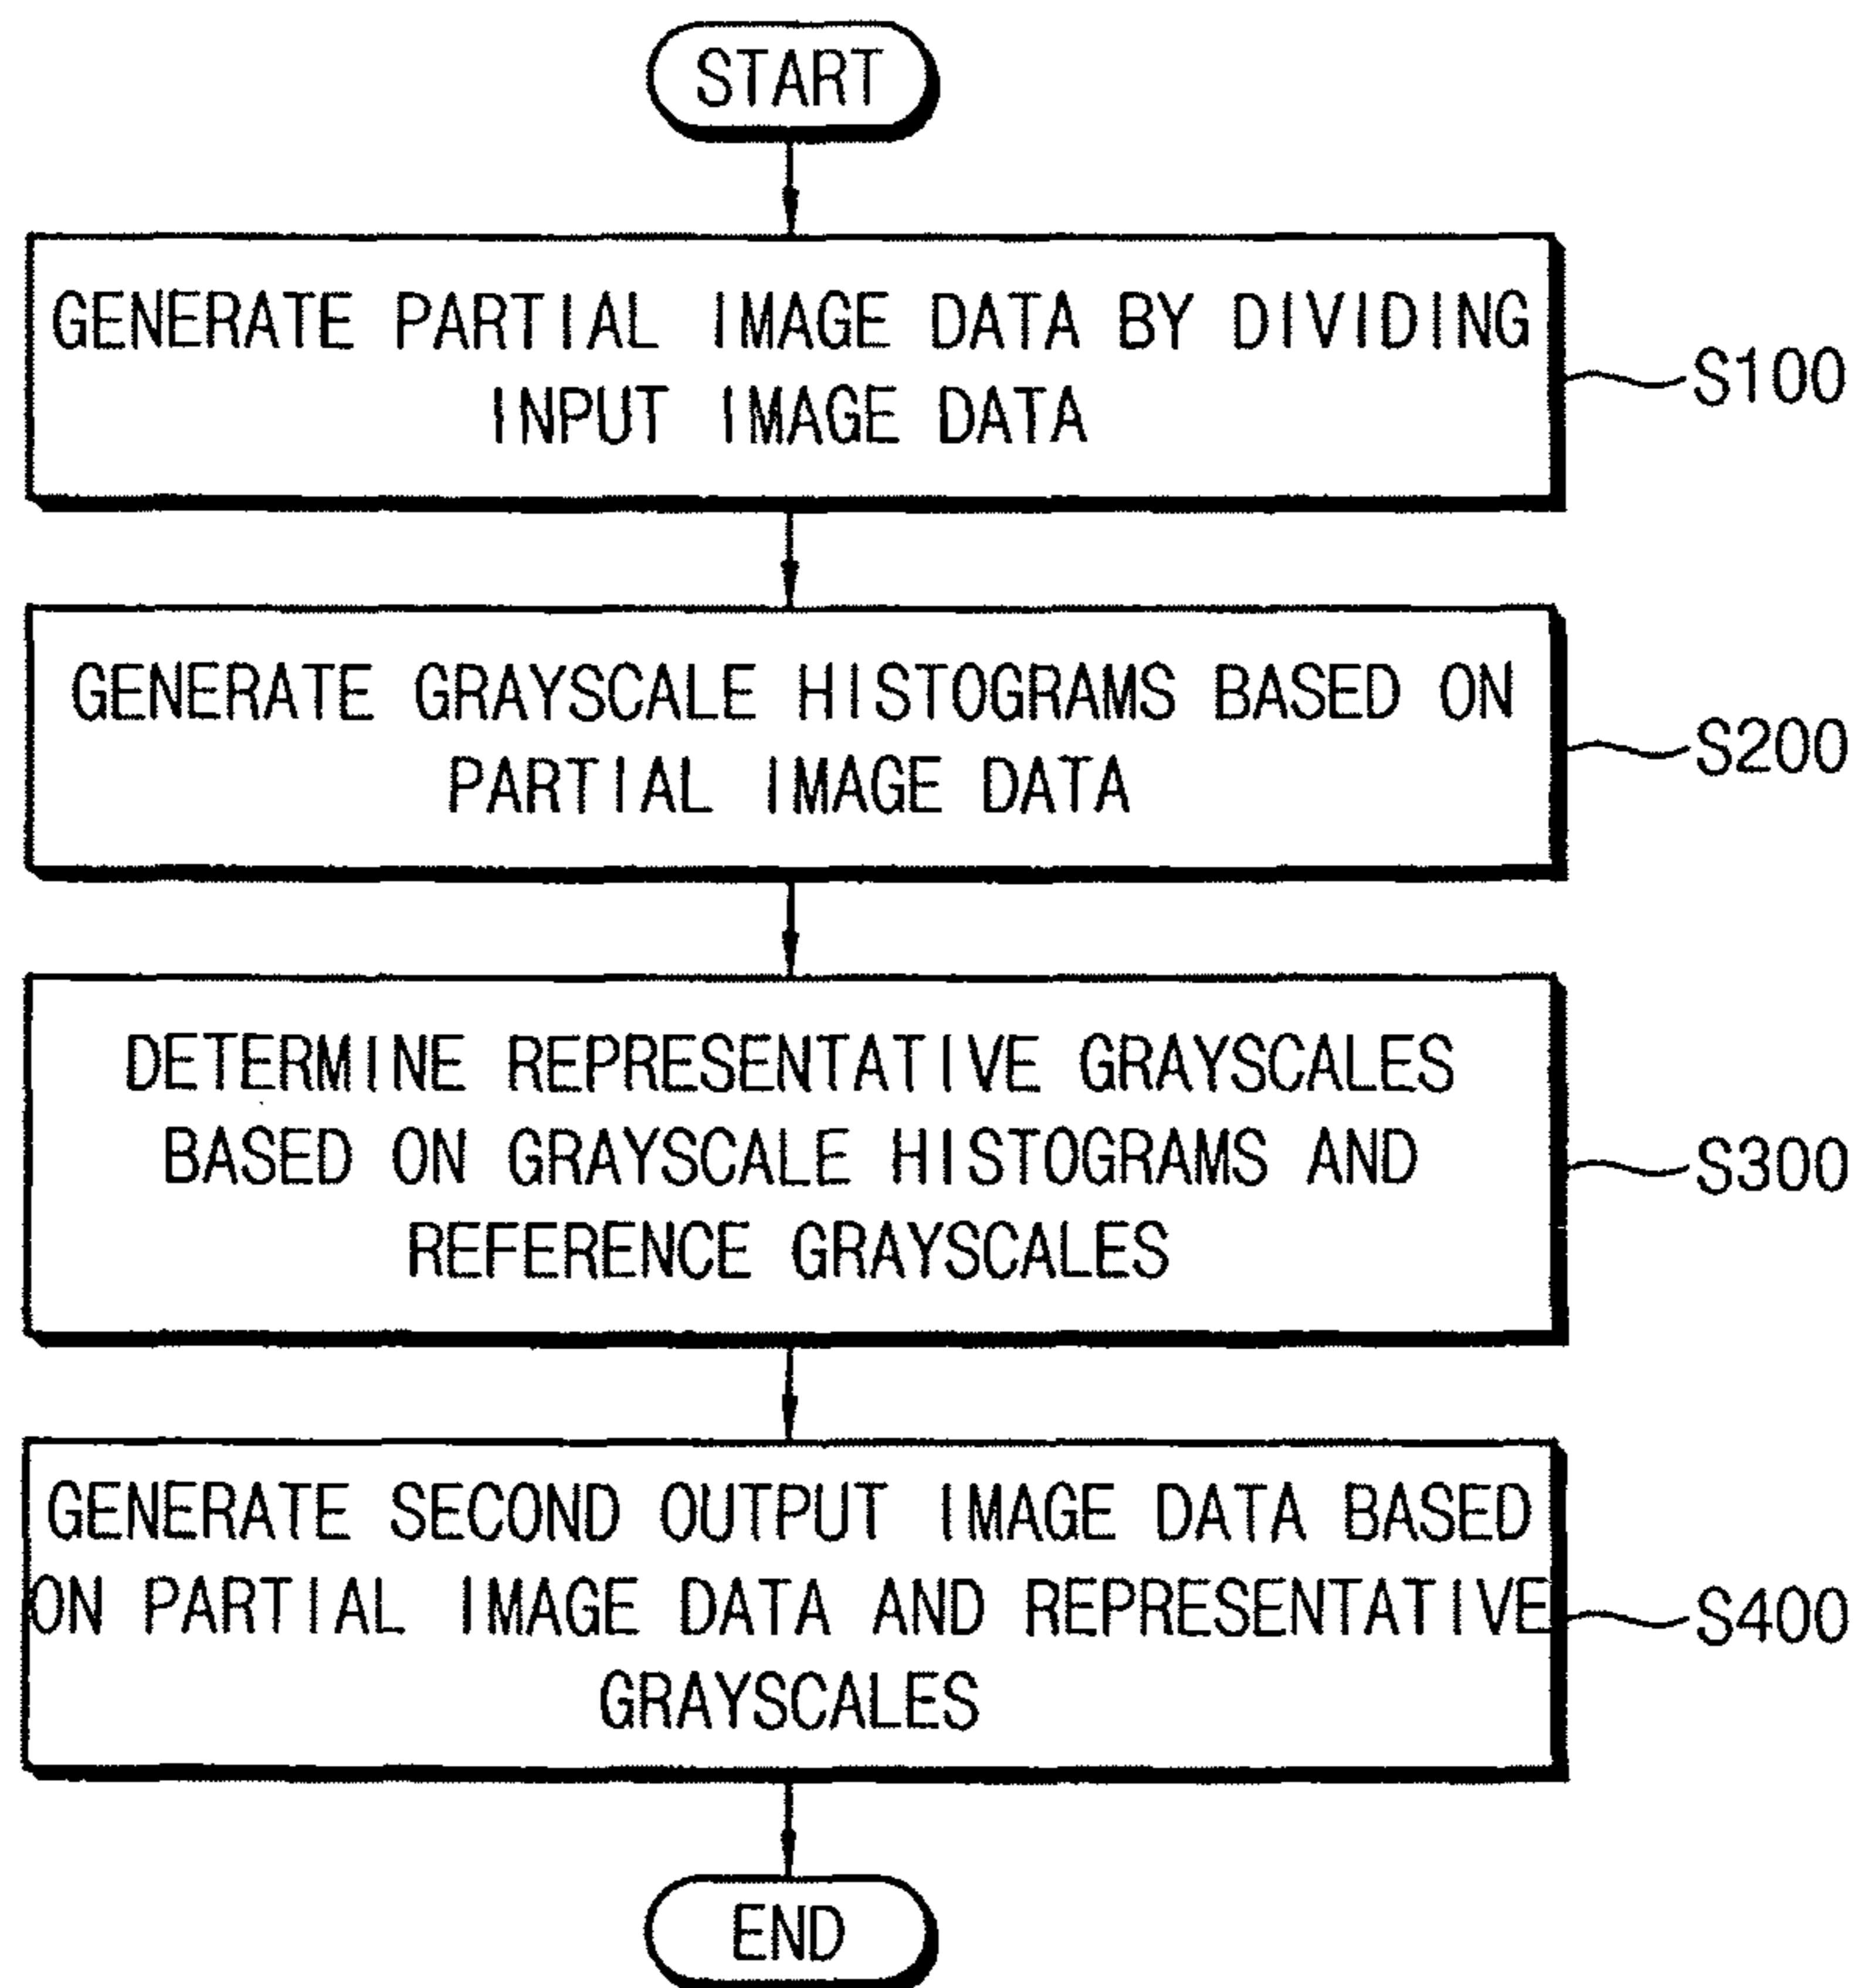 START
GENERATE PARTIAL IMAGE DATA BY DIVIDING
INPUT IMAGE DATA
S100
GENERATE GRAYSCALE HISTOGRAMS BASED ON
PARTIAL IMAGE DATA
S200
DETERMINE REPRESENTATIVE GRAYSCALES
BASED ON GRAYSCALE HISTOGRAMS AND
REFERENCE GRAYSCALES
S300
GENERATE SECOND OUTPUT IMAGE DATA BASED
ON PARTIAL IMAGE DATA AND REPRESENTATIVE
GRAYSCALES
S400
END